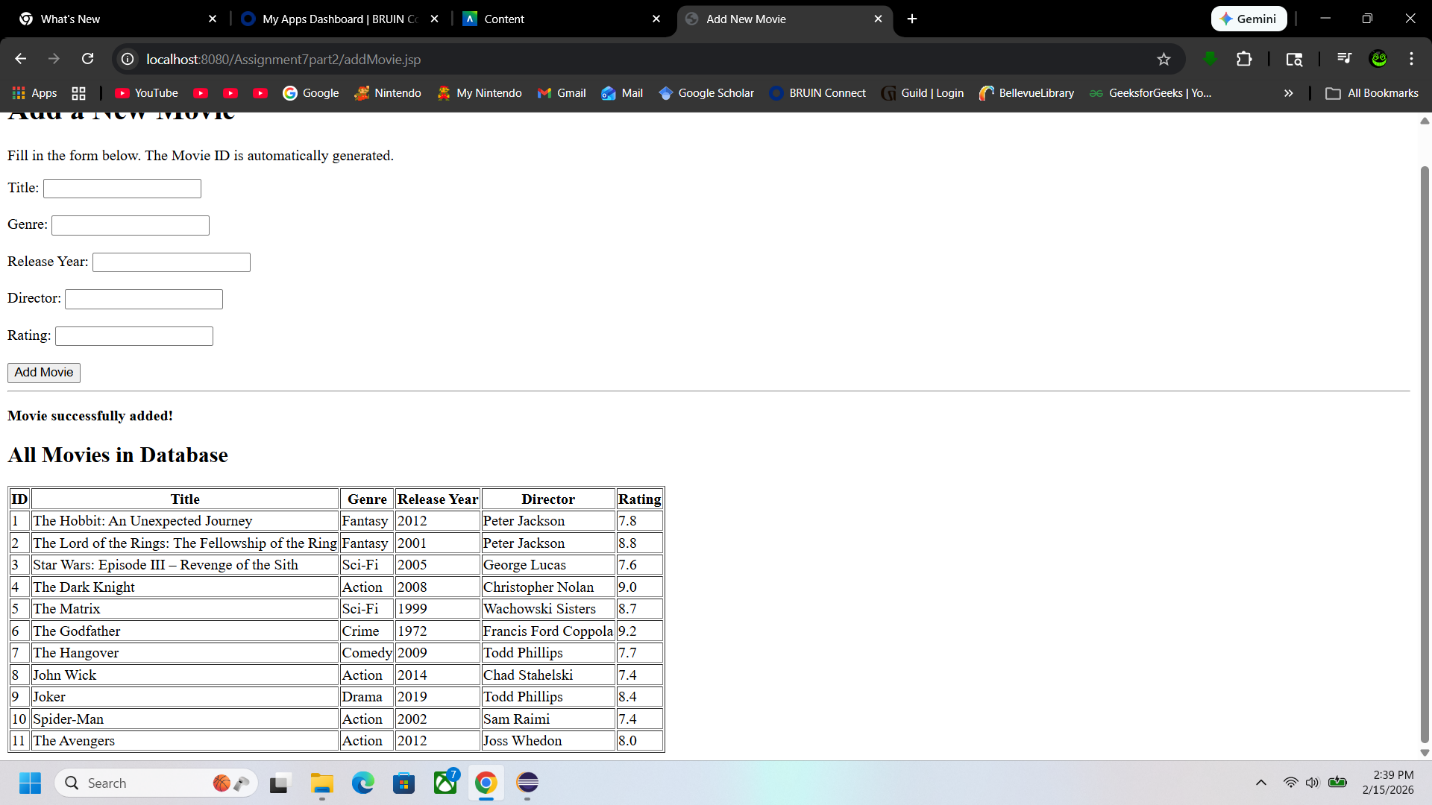 What's New
My Apps Dashboard | BRUIN Co
Content
Add New Movie
Gemini
localhost:8080/Assignment7part2/addMovie.jsp
Apps YouTube Google Nintendo My Nintendo Gmail Mail Google Scholar BRUIN Connect Guild | Login BellevueLibrary GeeksforGeeks | Yo... » All Bookmarks
Add a New Movie
Fill in the form below. The Movie ID is automatically generated.
Title:
Genre:
Release Year:
Director:
Rating:
Add Movie
Movie successfully added!
All Movies in Database
ID Title Genre Release Year Director Rating
1 The Hobbit: An Unexpected Journey Fantasy 2012 Peter Jackson 7.8
2 The Lord of the Rings: The Fellowship of the Ring Fantasy 2001 Peter Jackson 8.8
3 Star Wars: Episode III – Revenge of the Sith Sci-Fi 2005 George Lucas 7.6
4 The Dark Knight Action 2008 Christopher Nolan 9.0
5 The Matrix Sci-Fi 1999 Wachowski Sisters 8.7
6 The Godfather Crime 1972 Francis Ford Coppola 9.2
7 The Hangover Comedy 2009 Todd Phillips 7.7
8 John Wick Action 2014 Chad Stahelski 7.4
9 Joker Drama 2019 Todd Phillips 8.4
10 Spider-Man Action 2002 Sam Raimi 7.4
11 The Avengers Action 2012 Joss Whedon 8.0
Search
7
2:39 PM
2/15/2026